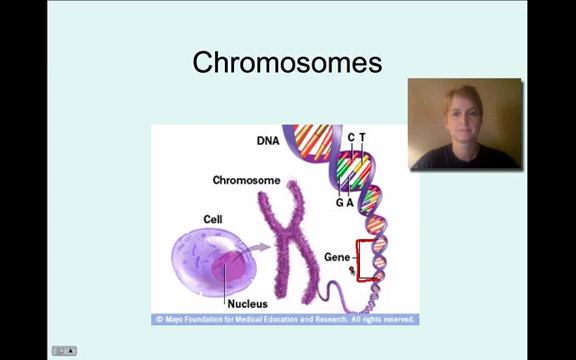 Chromosomes
DNA
C T
Chromosome
G A
Cell
Gene
Nucleus
© Mayo Foundation for Medical Education and Research. All rights reserved.